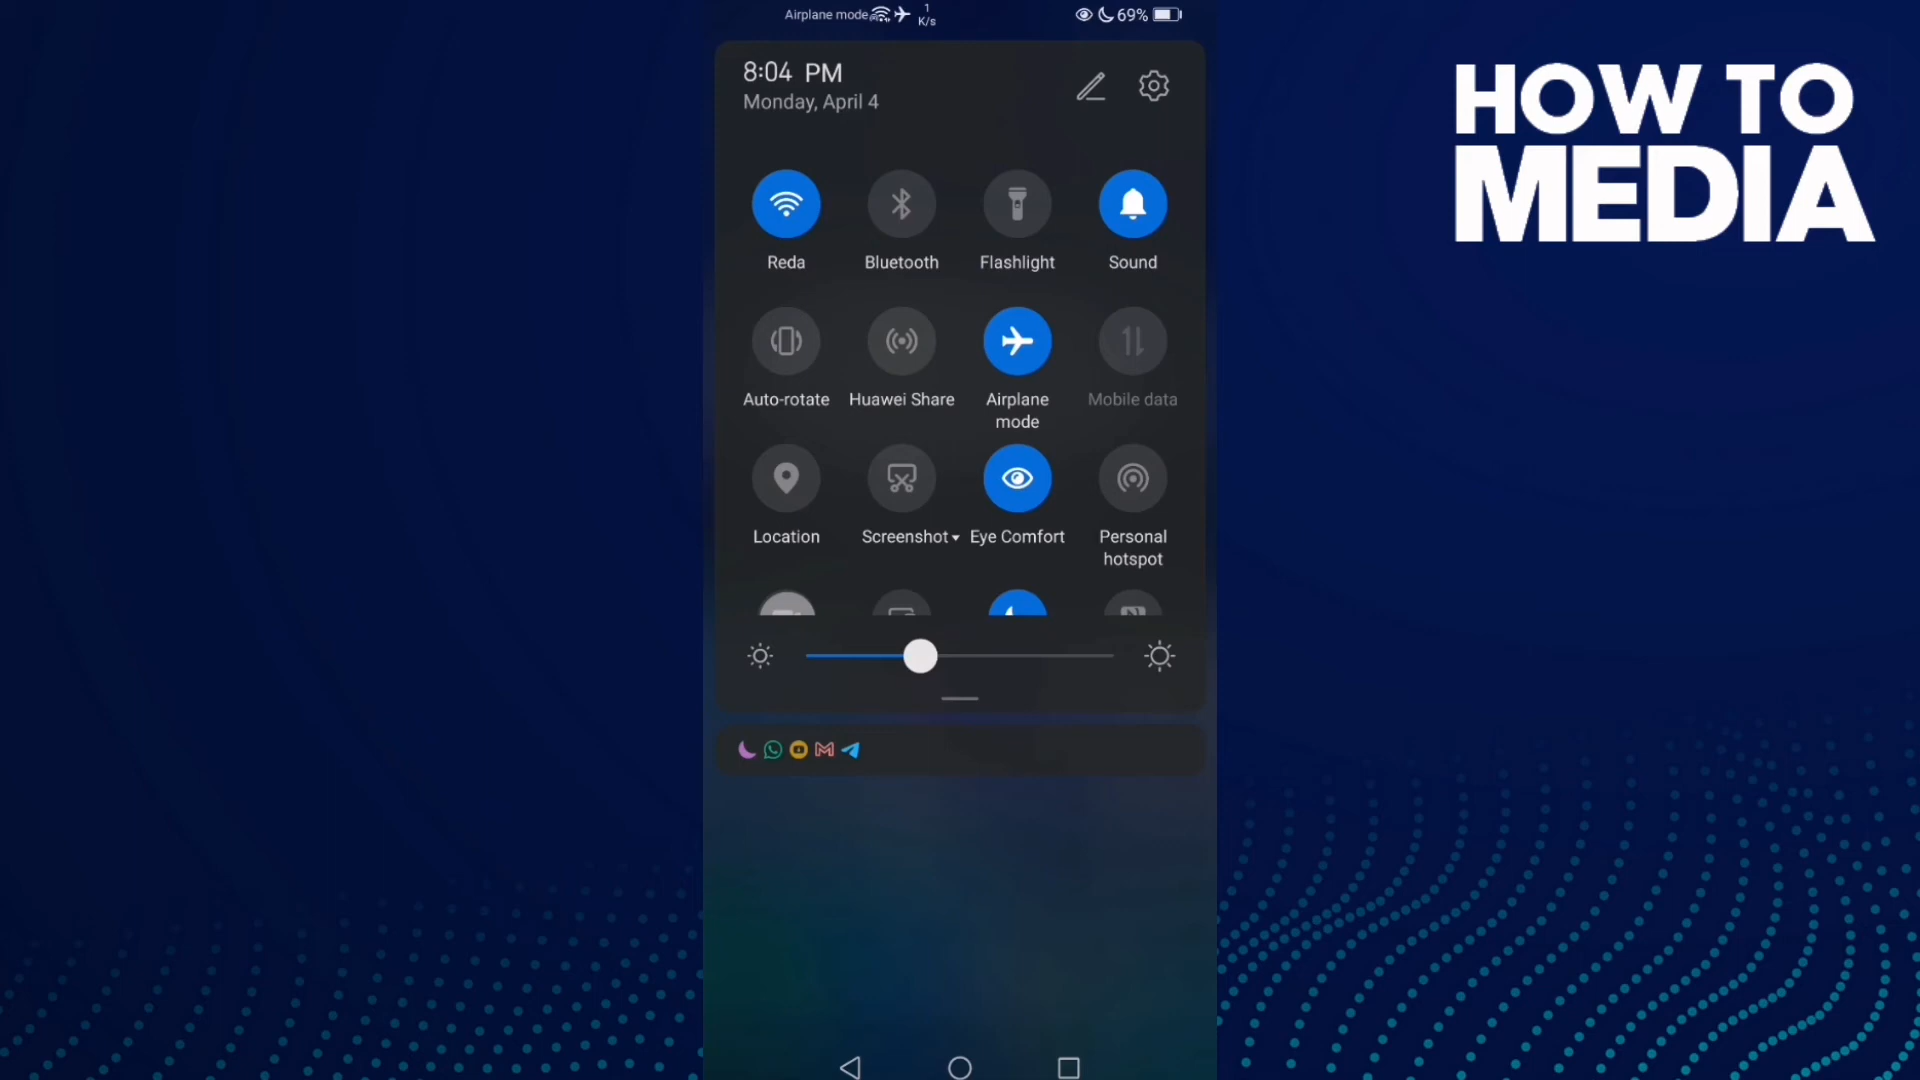 Airplane mode
1
K/s
69%
8:04 PM
Monday, April 4
HOW TO
MEDIA
Reda
Bluetooth
Flashlight
Sound
Auto-rotate
Huawei Share
Airplane
mode
Mobile data
Location
Screenshot
Eye Comfort
Personal
hotspot